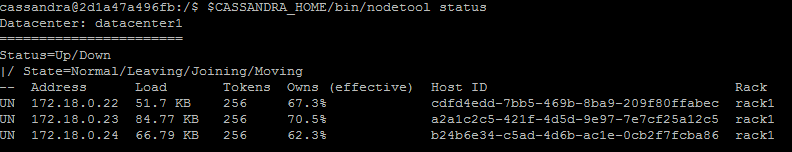 cassandra@2d1a47a496fb:/$ $CASSANDRA_HOME/bin/nodetool status
Datacenter: datacenter1
=======================
Status=Up/Down
|/ State=Normal/Leaving/Joining/Moving
--  Address      Load       Tokens  Owns (effective)  Host ID                               Rack
UN  172.18.0.22  51.7 KB    256     67.3%             cdfd4edd-7bb5-469b-8ba9-209f80ffabec  rack1
UN  172.18.0.23  84.77 KB   256     70.5%             a2a1c2c5-421f-4d5d-9e97-7e7cf25a12c5  rack1
UN  172.18.0.24  66.79 KB   256     62.3%             b24b6e34-c5ad-4d6b-ac1e-0cb2f7fcba86  rack1